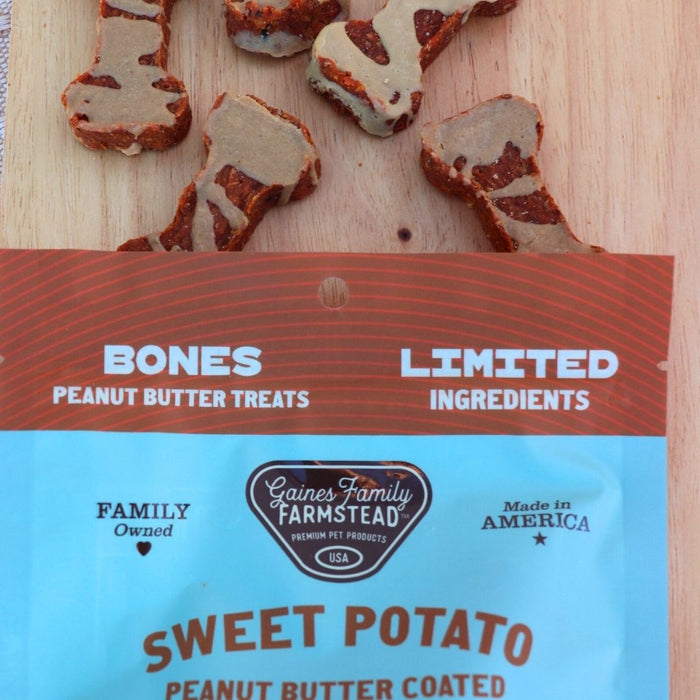 BONES
PEANUT BUTTER TREATS
LIMITED
INGREDIENTS
FAMILY
Owned
Gaines Family
FARMSTEAD™
PREMIUM PET PRODUCTS
USA
Made in
AMERICA
SWEET POTATO
PEANUT BUTTER COATED